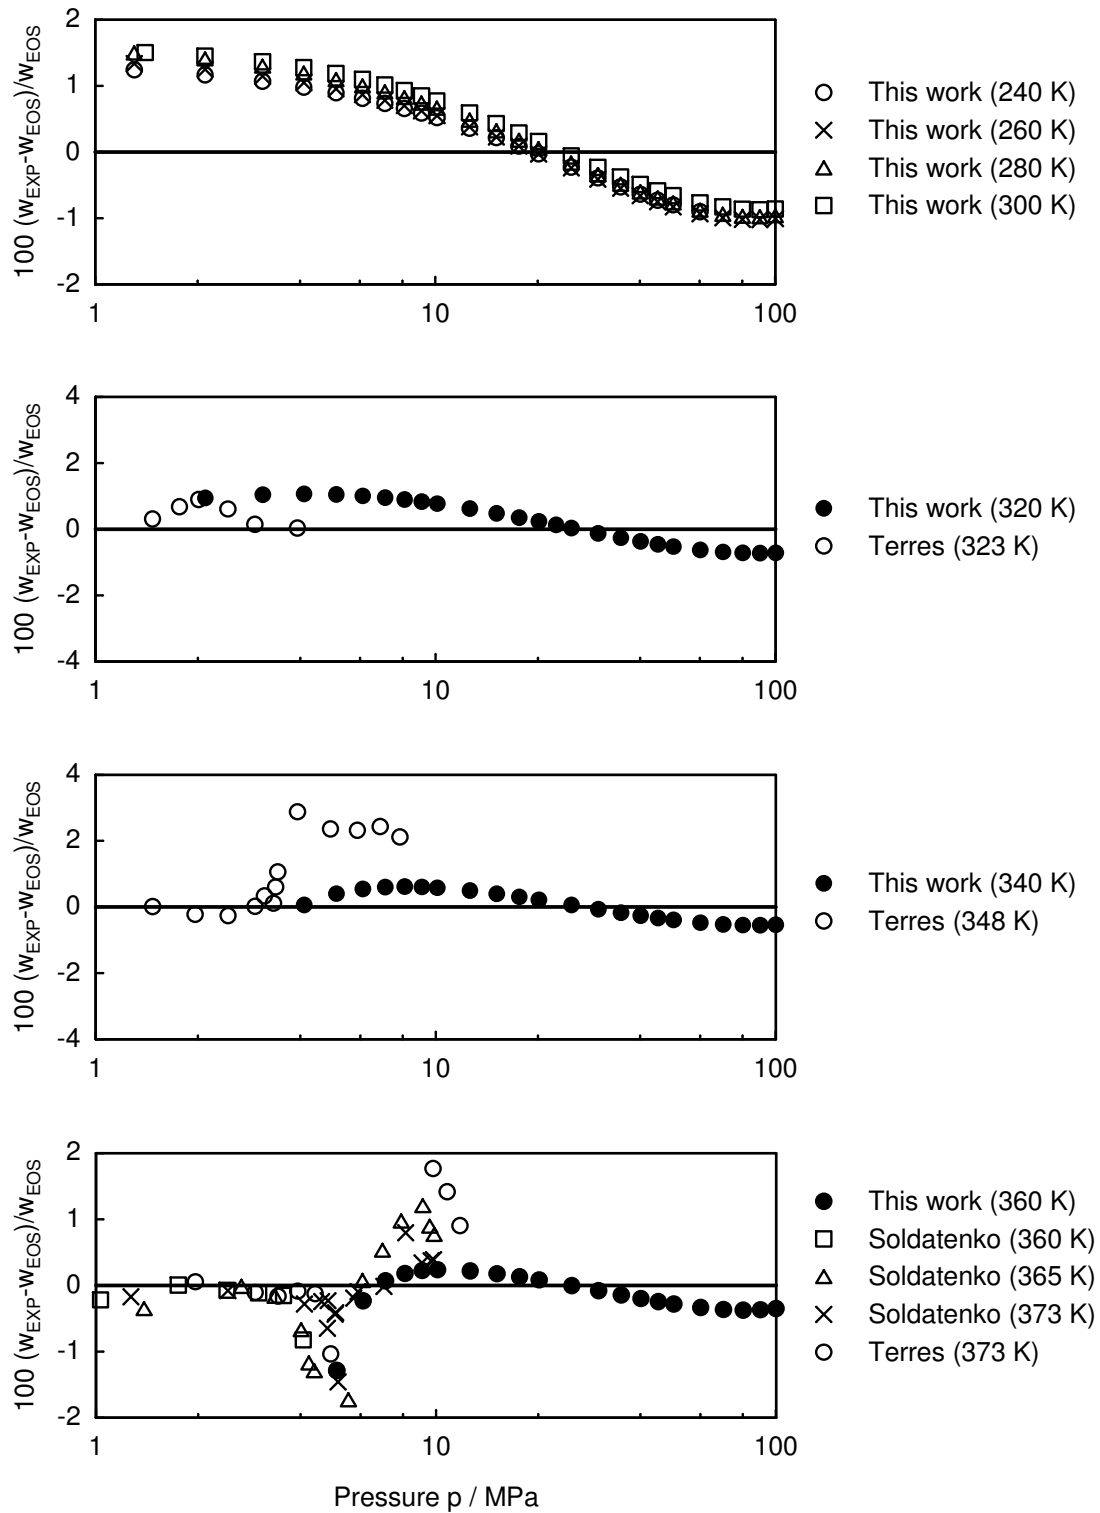 100 (wEXP-wEOS)/wEOS
2
1
0
-1
-2
1 10 100
This work (240 K)
This work (260 K)
This work (280 K)
This work (300 K)
100 (wEXP-wEOS)/wEOS
4
2
0
-2
-4
1 10 100
This work (320 K)
Terres (323 K)
100 (wEXP-wEOS)/wEOS
4
2
0
-2
-4
1 10 100
This work (340 K)
Terres (348 K)
100 (wEXP-wEOS)/wEOS
2
1
0
-1
-2
1 10 100
This work (360 K)
Soldatenko (360 K)
Soldatenko (365 K)
Soldatenko (373 K)
Terres (373 K)
Pressure p / MPa